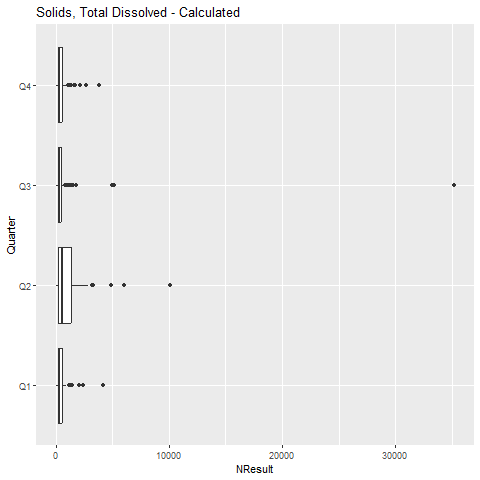 Solids, Total Dissolved - Calculated
Quarter
Q4
Q3
Q2
Q1
0 10000 20000 30000
NResult